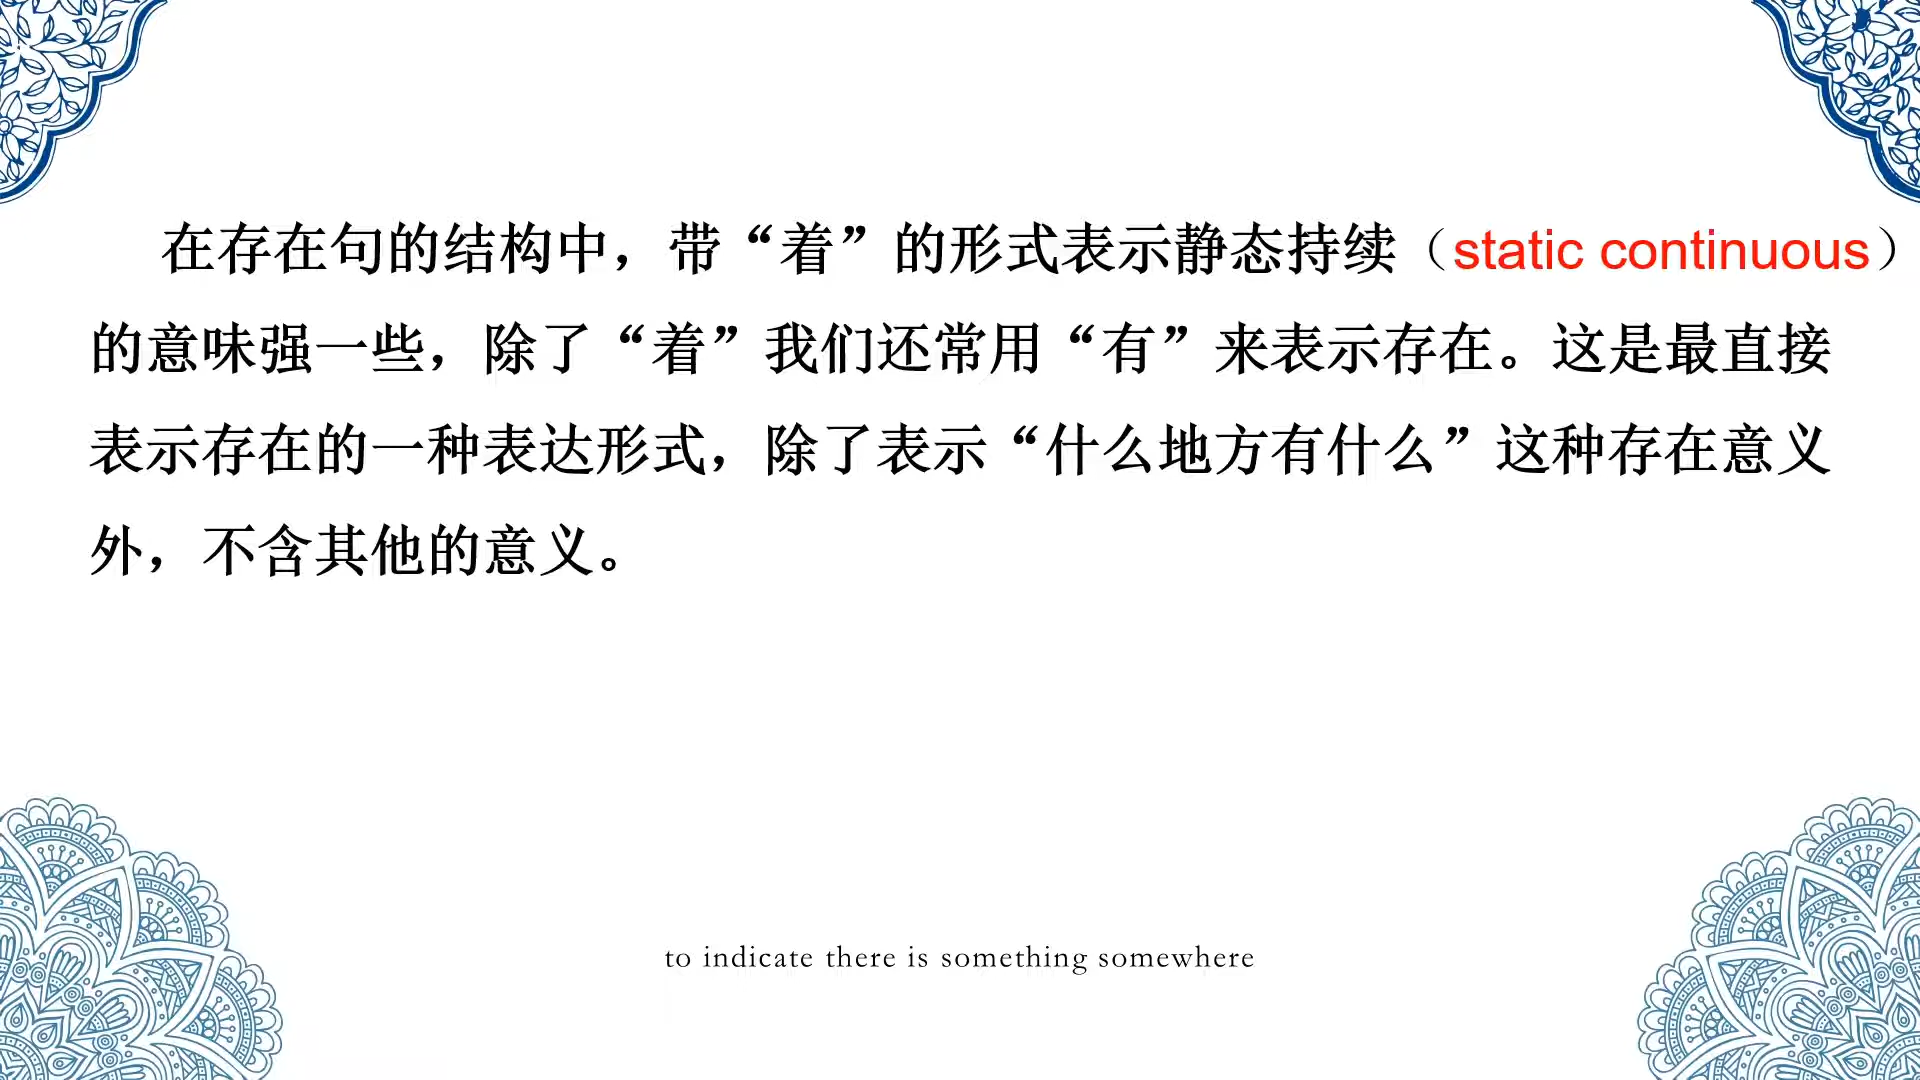 在存在句的结构中，带“着”的形式表示静态持续（static continuous）
的意味强一些，除了“着”我们还常用“有”来表示存在。这是最直接
表示存在的一种表达形式，除了表示“什么地方有什么”这种存在意义
外，不含其他的意义。
to indicate there is something somewhere